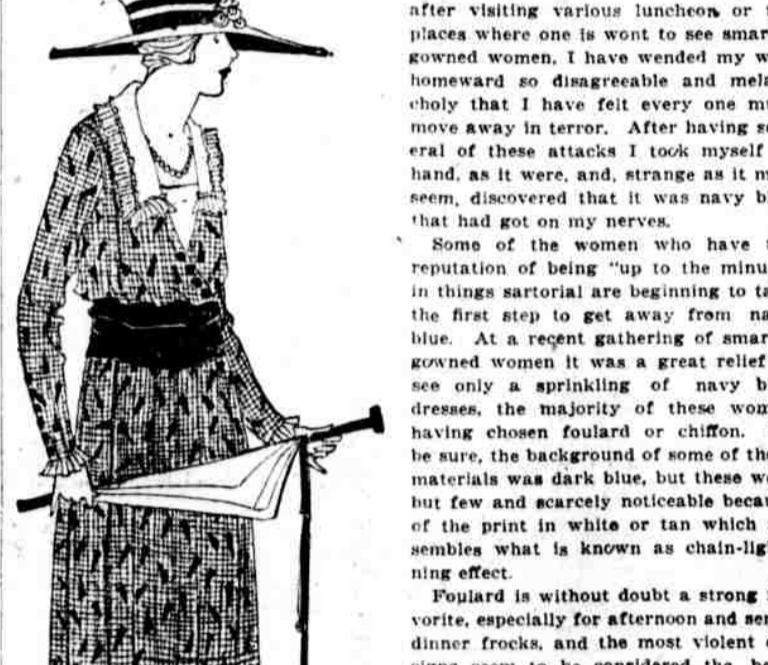 after visiting various luncheon or
places where one is wont to see smar
gowned women, I have wended my w
homeward so disagreeable and mela
choly that I have felt every one mu
move away in terror. After having se
eral of these attacks I took myself
hand, as it were, and, strange as it m
seem, discovered that it was navy bl
that had got on my nerves.
Some of the women who have
reputation of being "up to the minu
in things sartorial are beginning to ta
the first step to get away from na
blue. At a recent gathering of smar
gowned women it was a great relief
see only a sprinkling of navy b
dresses, the majority of these wom
having chosen foulard or chiffon.
be sure, the background of some of the
materials was dark blue, but these we
but few and scarcely noticeable becau
of the print in white or tan which
sembles what is known as chain-lig
ning effect.
Foulard is without doubt a strong
vorite, especially for afternoon and sem
dinner frocks, and the most violent